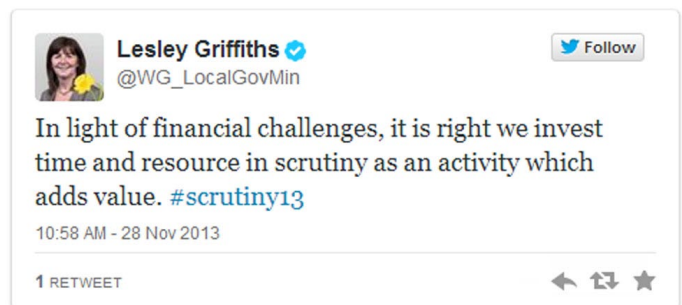 Lesley Griffiths
Follow
@WG_LocalGovMin
In light of financial challenges, it is right we invest
time and resource in scrutiny as an activity which
adds value. #scrutiny13
10:58 AM - 28 Nov 2013
1 RETWEET